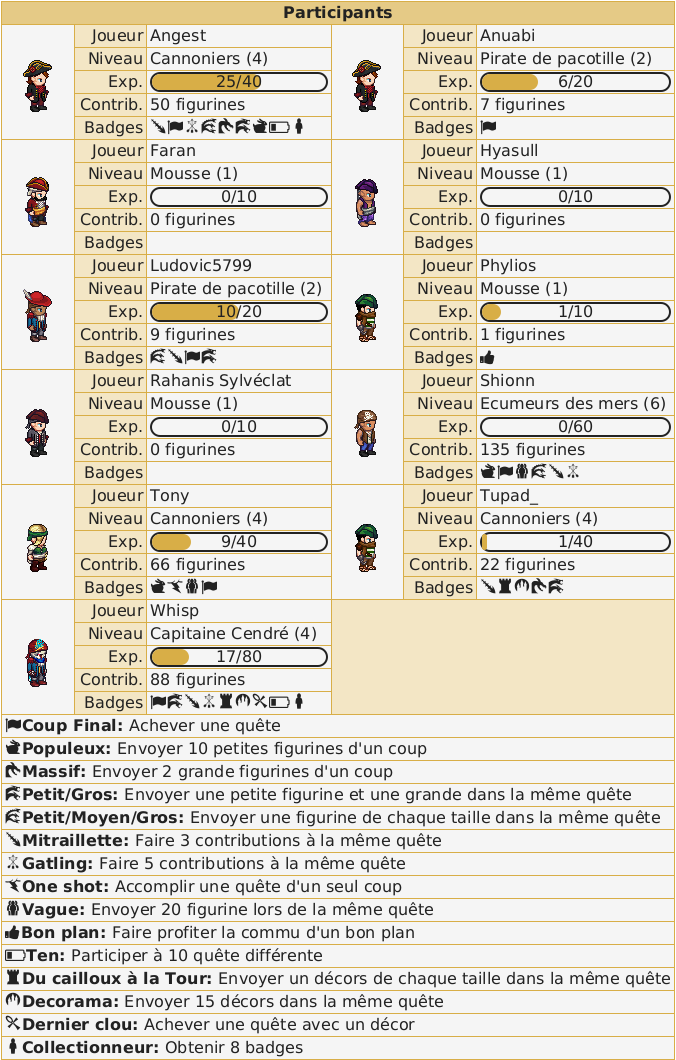 Participants
Joueur Angest
Niveau Cannoniers (4)
Exp. 25/40
Contrib. 50 figurines
Badges
Joueur Anuabi
Niveau Pirate de pacotille (2)
Exp. 6/20
Contrib. 7 figurines
Badges
Joueur Faran
Niveau Mousse (1)
Exp. 0/10
Contrib. 0 figurines
Badges
Joueur Hyasull
Niveau Mousse (1)
Exp. 0/10
Contrib. 0 figurines
Badges
Joueur Ludovic5799
Niveau Pirate de pacotille (2)
Exp. 10/20
Contrib. 9 figurines
Badges
Joueur Phylios
Niveau Mousse (1)
Exp. 1/10
Contrib. 1 figurines
Badges
Joueur Rahanis Sylvéclat
Niveau Mousse (1)
Exp. 0/10
Contrib. 0 figurines
Badges
Joueur Shionn
Niveau Ecumeurs des mers (6)
Exp. 0/60
Contrib. 135 figurines
Badges
Joueur Tony
Niveau Cannoniers (4)
Exp. 9/40
Contrib. 66 figurines
Badges
Joueur Tupad_
Niveau Cannoniers (4)
Exp. 1/40
Contrib. 22 figurines
Badges
Joueur Whisp
Niveau Capitaine Cendré (4)
Exp. 17/80
Contrib. 88 figurines
Badges
Coup Final: Achever une quête
Populeux: Envoyer 10 petites figurines d'un coup
Massif: Envoyer 2 grande figurines d'un coup
Petit/Gros: Envoyer une petite figurine et une grande dans la même quête
Petit/Moyen/Gros: Envoyer une figurine de chaque taille dans la même quête
Mitraillette: Faire 3 contributions à la même quête
Gatling: Faire 5 contributions à la même quête
One shot: Accomplir une quête d'un seul coup
Vague: Envoyer 20 figurine lors de la même quête
Bon plan: Faire profiter la commu d'un bon plan
Ten: Participer à 10 quête différente
Du cailloux à la Tour: Envoyer un décors de chaque taille dans la même quête
Decorama: Envoyer 15 décors dans la même quête
Dernier clou: Achever une quête avec un décor
Collectionneur: Obtenir 8 badges